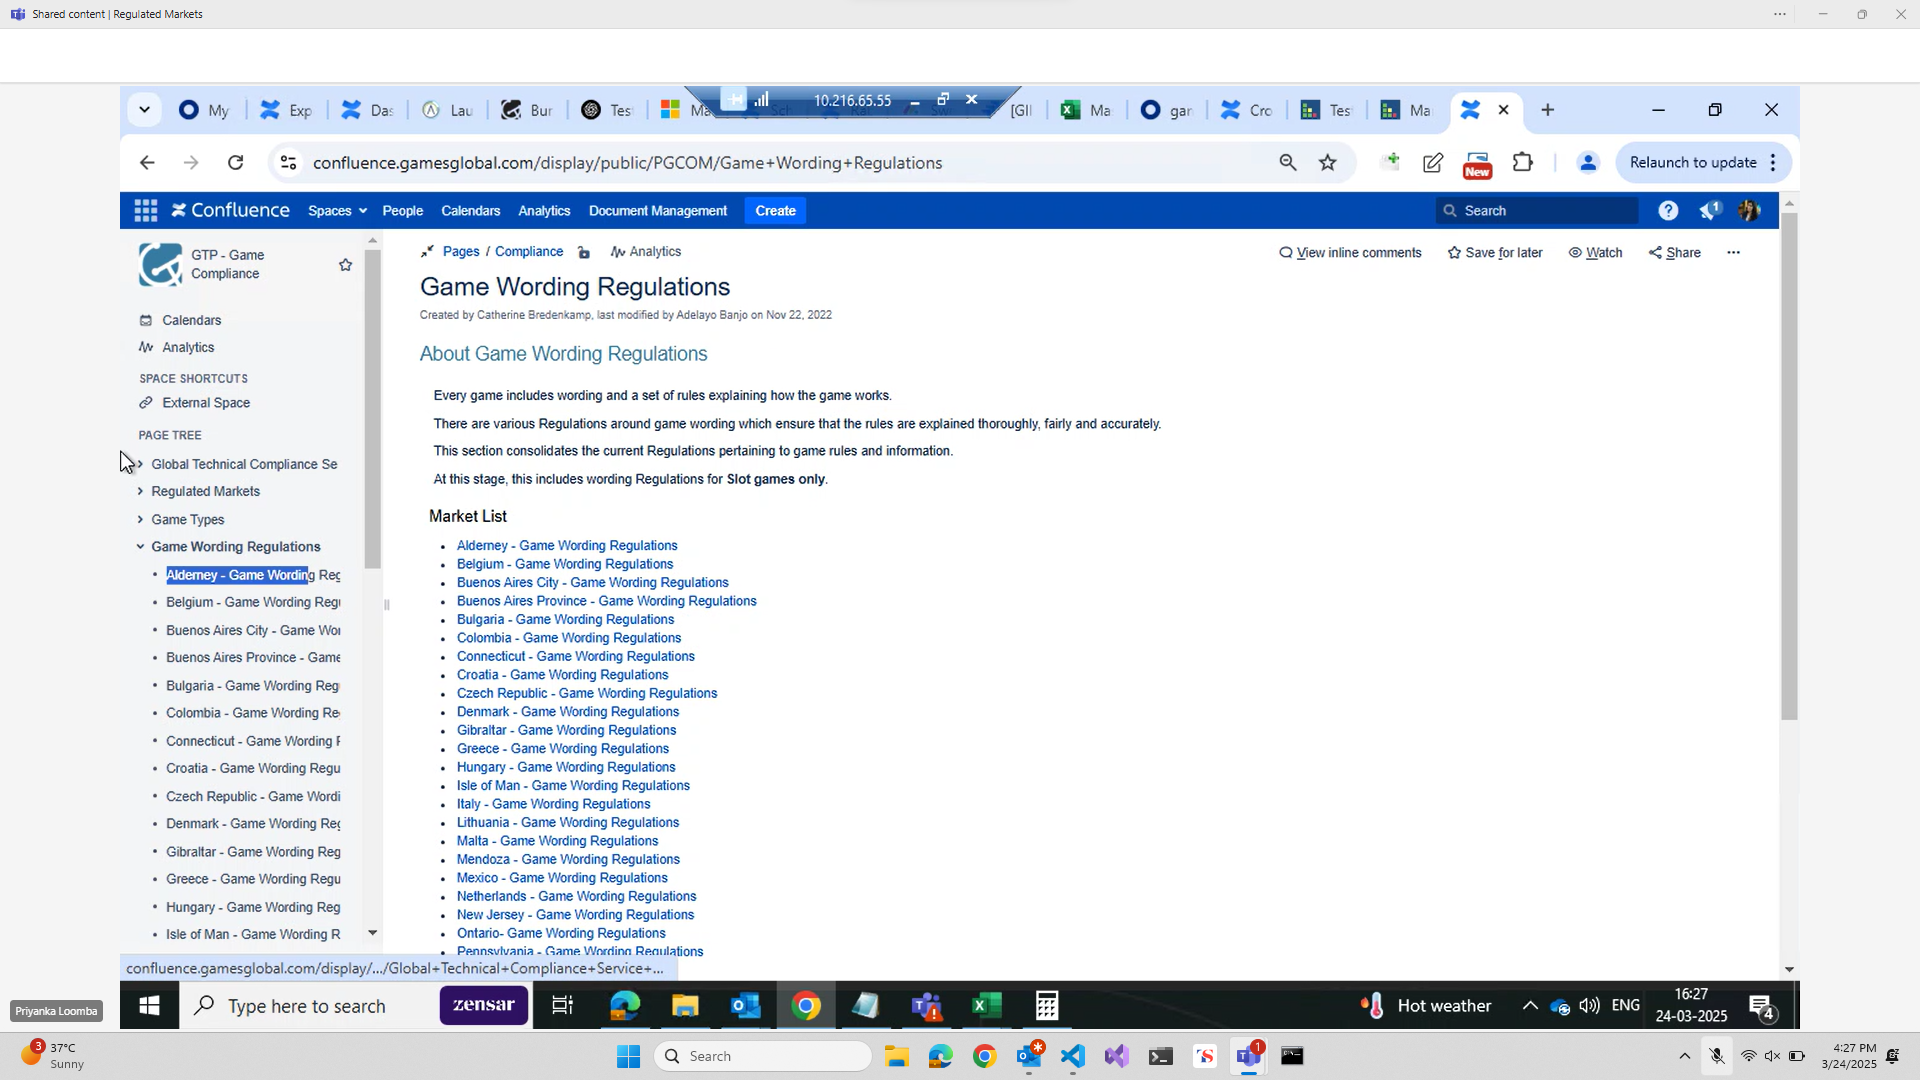 Shared content | Regulated Markets
My
Exp
Das
Lau
Bur
Tes
Ma
10.216.65.55
[GII
Ma
gar
Cro
Tes
Ma
confluence.gamesglobal.com/display/public/PGCOM/Game+Wording+Regulations
New
Relaunch to update
Confluence
Spaces
People
Calendars
Analytics
Document Management
Create
Search
1
GTP - Game
Compliance
Calendars
Analytics
SPACE SHORTCUTS
External Space
PAGE TREE
Global Technical Compliance Se
Regulated Markets
Game Types
Game Wording Regulations
Alderney - Game Wording Reg
Belgium - Game Wording Regu
Buenos Aires City - Game Wor
Buenos Aires Province - Game
Bulgaria - Game Wording Reg
Colombia - Game Wording Re
Connecticut - Game Wording
Croatia - Game Wording Regu
Czech Republic - Game Wordi
Denmark - Game Wording Reg
Gibraltar - Game Wording Reg
Greece - Game Wording Regu
Hungary - Game Wording Reg
Isle of Man - Game Wording R
Pages / Compliance
Analytics
View inline comments
Save for later
Watch
Share
Game Wording Regulations
Created by Catherine Bredenkamp, last modified by Adelayo Banjo on Nov 22, 2022
About Game Wording Regulations
Every game includes wording and a set of rules explaining how the game works.
There are various Regulations around game wording which ensure that the rules are explained thoroughly, fairly and accurately.
This section consolidates the current Regulations pertaining to game rules and information.
At this stage, this includes wording Regulations for Slot games only.
Market List
Alderney - Game Wording Regulations
Belgium - Game Wording Regulations
Buenos Aires City - Game Wording Regulations
Buenos Aires Province - Game Wording Regulations
Bulgaria - Game Wording Regulations
Colombia - Game Wording Regulations
Connecticut - Game Wording Regulations
Croatia - Game Wording Regulations
Czech Republic - Game Wording Regulations
Denmark - Game Wording Regulations
Gibraltar - Game Wording Regulations
Greece - Game Wording Regulations
Hungary - Game Wording Regulations
Isle of Man - Game Wording Regulations
Italy - Game Wording Regulations
Lithuania - Game Wording Regulations
Malta - Game Wording Regulations
Mendoza - Game Wording Regulations
Mexico - Game Wording Regulations
Netherlands - Game Wording Regulations
New Jersey - Game Wording Regulations
Ontario- Game Wording Regulations
Pennsylvania - Game Wording Regulations
confluence.gamesglobal.com/display/.../Global+Technical+Compliance+Service+...
Priyanka Loomba
Type here to search
zensar
Hot weather
ENG
16:27
24-03-2025
4
3
37°C
Sunny
Search
1
4:27 PM
3/24/2025